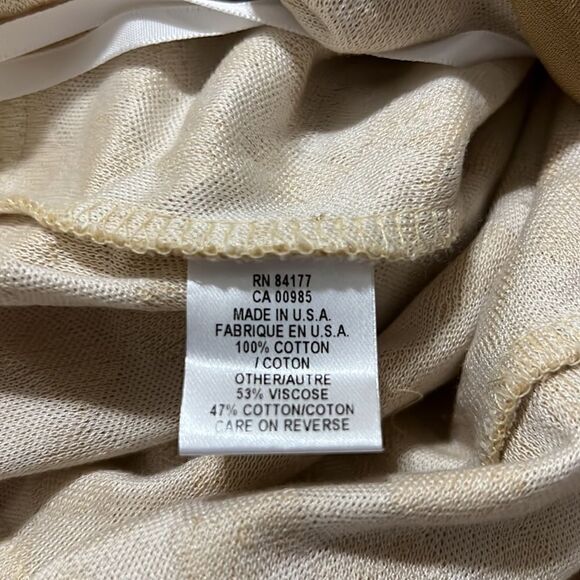 RN 84177
CA 00985
MADE IN U.S.A.
FABRIQUE EN U.S.A.
100% COTTON
/ COTON
OTHER/AUTRE
53% VISCOSE
47% COTTON/COTON
CARE ON REVERSE